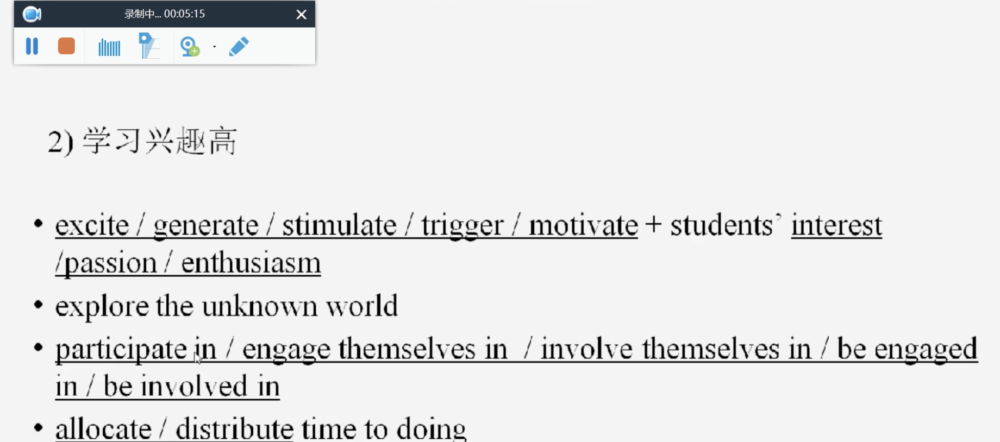 录制中... 00:05:15
2) 学习兴趣高
• excite / generate / stimulate / trigger / motivate + students’ interest
/passion / enthusiasm
• explore the unknown world
• participate in / engage themselves in / involve themselves in / be engaged
in / be involved in
• allocate / distribute time to doing